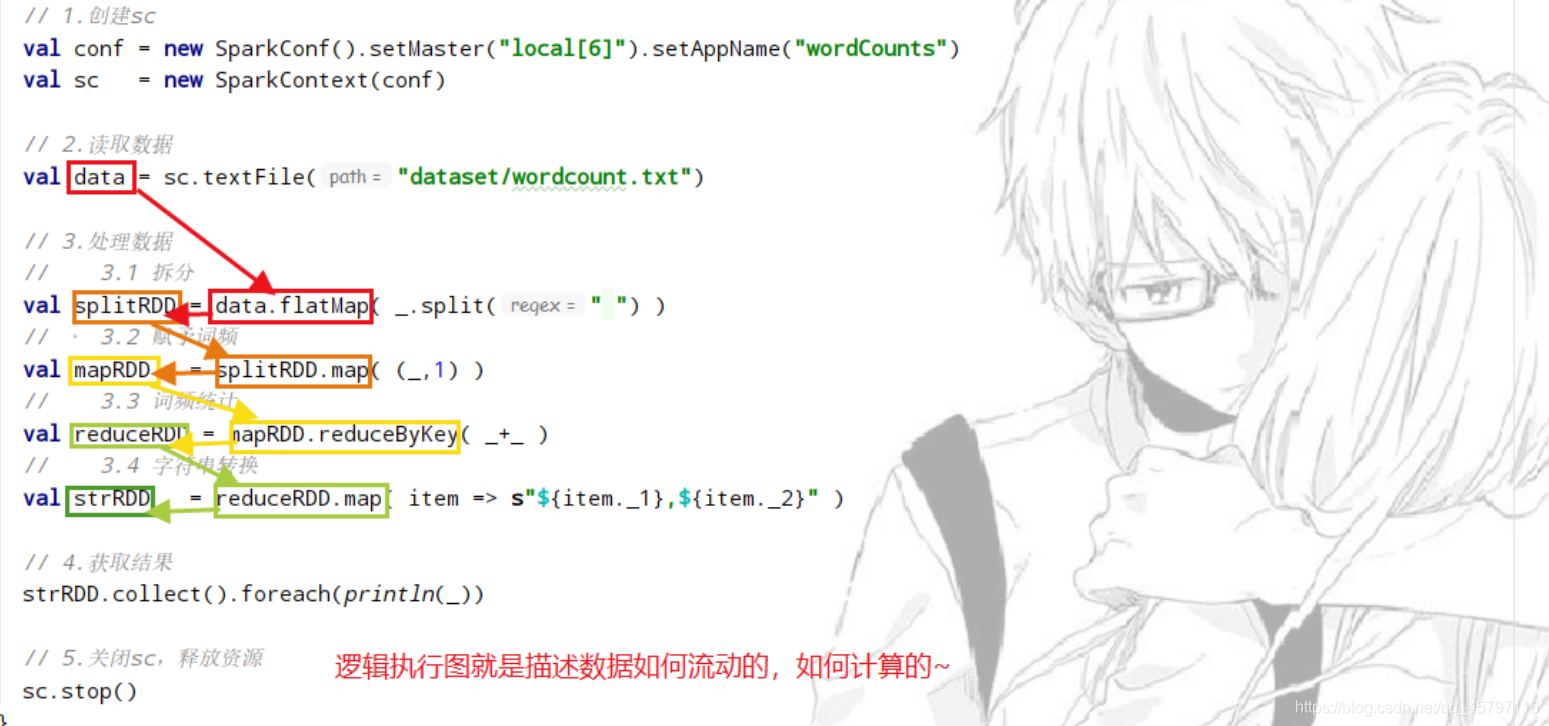 // 1.创建sc
val conf = new SparkConf().setMaster("local[6]").setAppName("wordCounts")
val sc = new SparkContext(conf)
// 2.读取数据
val data = sc.textFile( path = "dataset/wordcount.txt")
// 3.处理数据
// 3.1 拆分
val splitRDD = data.flatMap( _.split( regex = " ") )
// 3.2 赋予词频
val mapRDD = splitRDD.map( (_,1) )
// 3.3 词频统计
val reduceRDD = mapRDD.reduceByKey( _+_ )
// 3.4 字符串转换
val strRDD = reduceRDD.map( item => s"${item._1},${item._2}" )
// 4.获取结果
strRDD.collect().foreach(println(_))
// 5.关闭sc，释放资源
逻辑执行图就是描述数据如何流动的，如何计算的~
sc.stop()
}